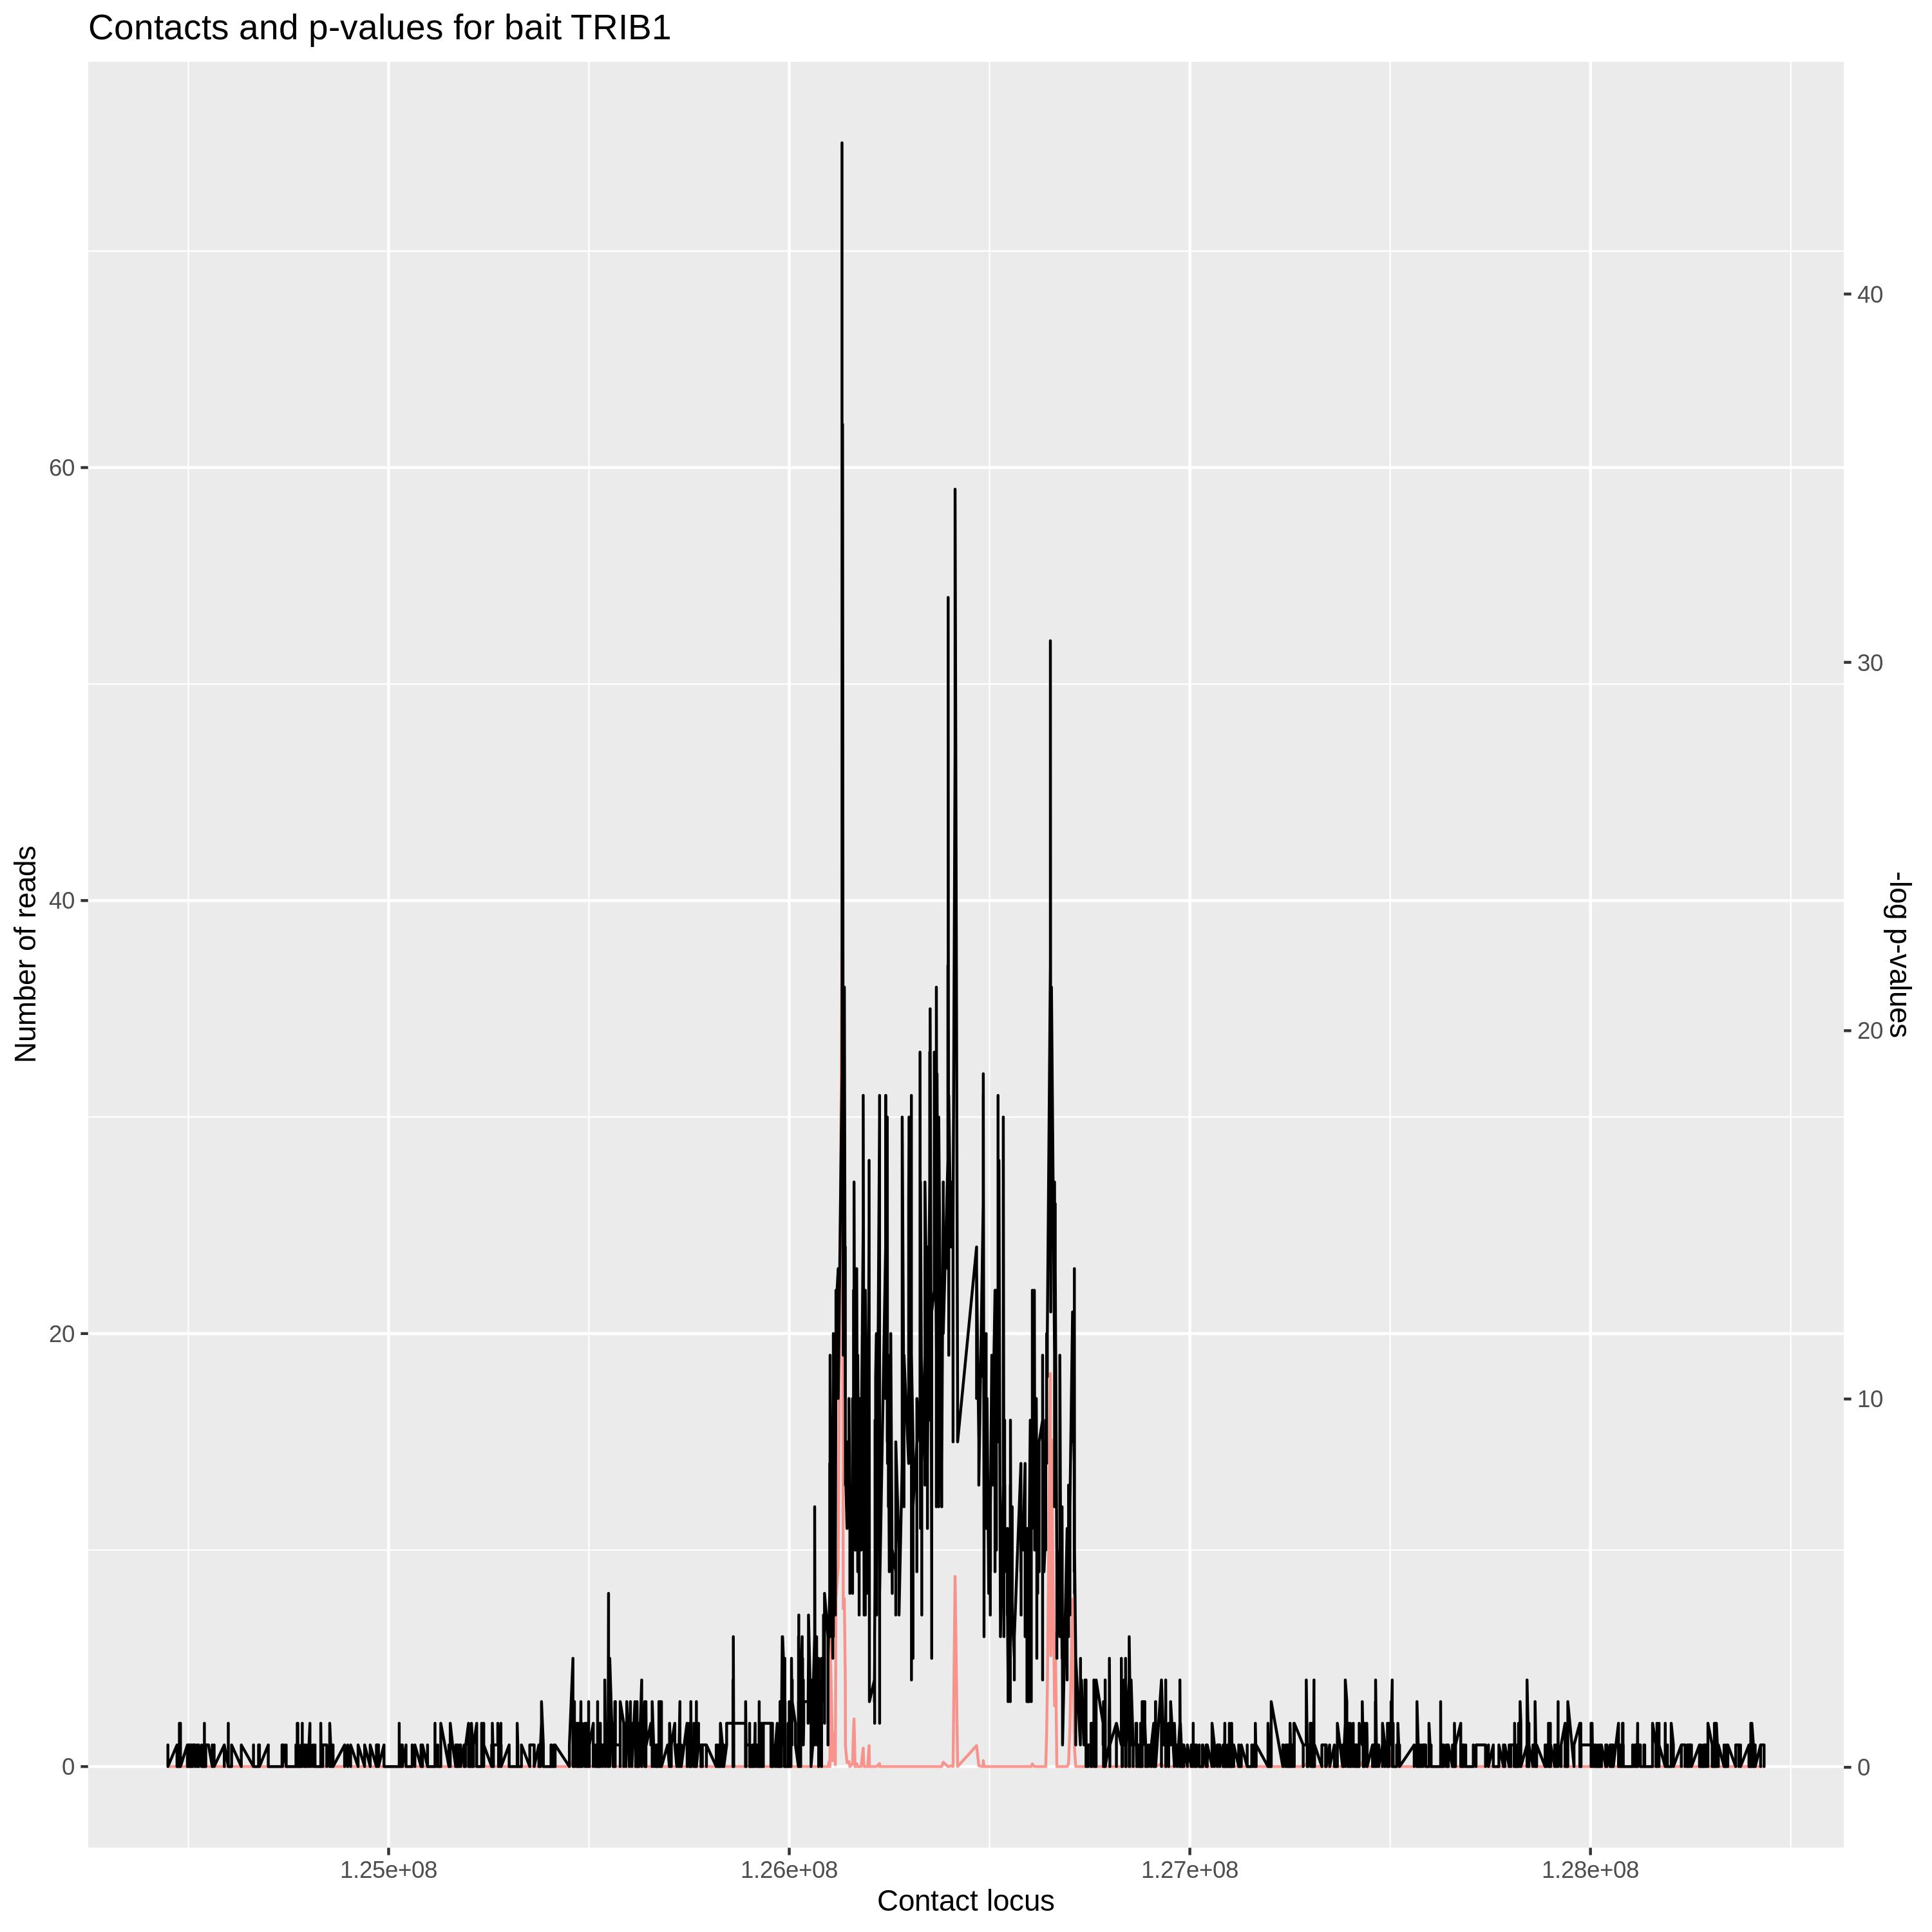 Contacts and p-values for bait TRIB1
Number of reads
60
40
20
0
40
30
20
10
0
-log p-values
1.25e+08
1.26e+08
1.27e+08
1.28e+08
Contact locus